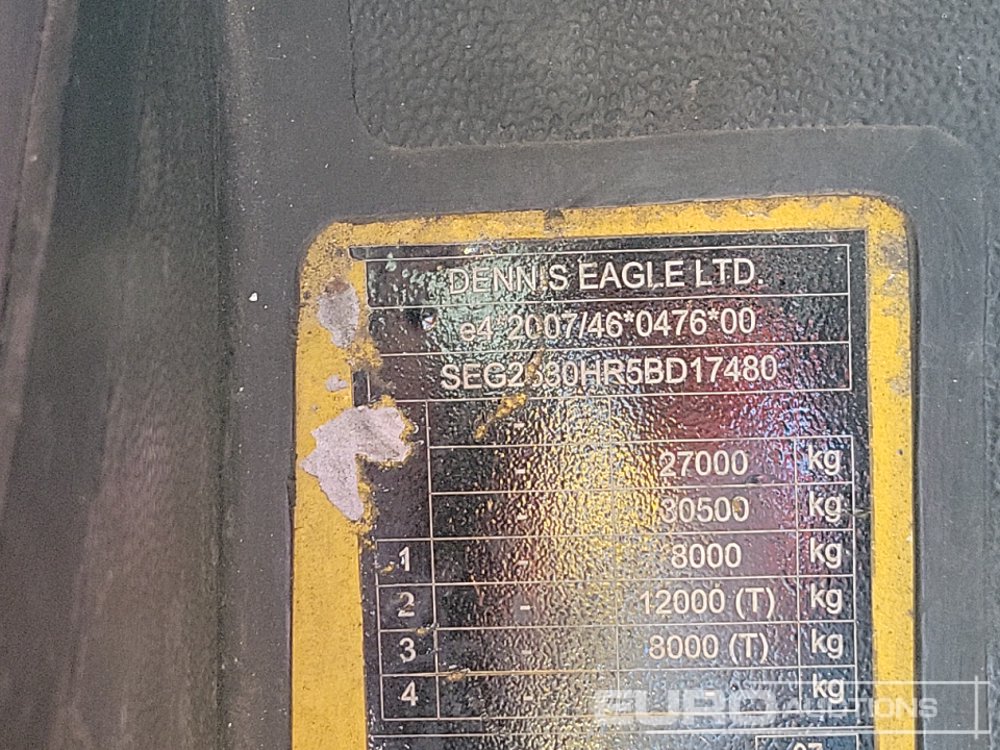 DENNIS EAGLE LTD.
e4*2007/46*0476*00
SEG2530HR5BD17480
-
- 27000 kg
- 30500 kg
1 - 8000 kg
2 - 12000 (T) kg
3 - 8000 (T) kg
4 - - kg
EURO AUCTIONS